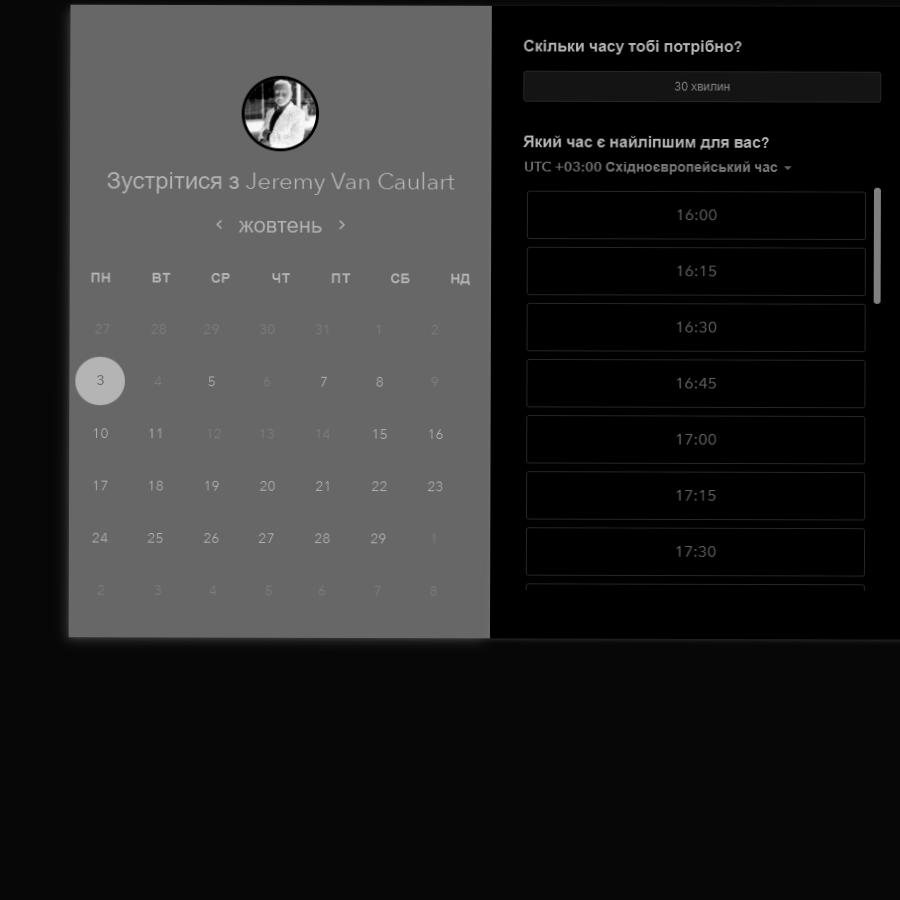 Зустрітися з Jeremy Van Caulart
жовтень
ПН ВТ СР ЧТ ПТ СБ НД
27 28 29 30 31 1 2
3 4 5 6 7 8 9
10 11 12 13 14 15 16
17 18 19 20 21 22 23
24 25 26 27 28 29 1
2 3 4 5 6 7 8
Скільки часу тобі потрібно?
30 хвилин
Який час є найліпшим для вас?
UTC +03:00 Східноєвропейський час
16:00
16:15
16:30
16:45
17:00
17:15
17:30